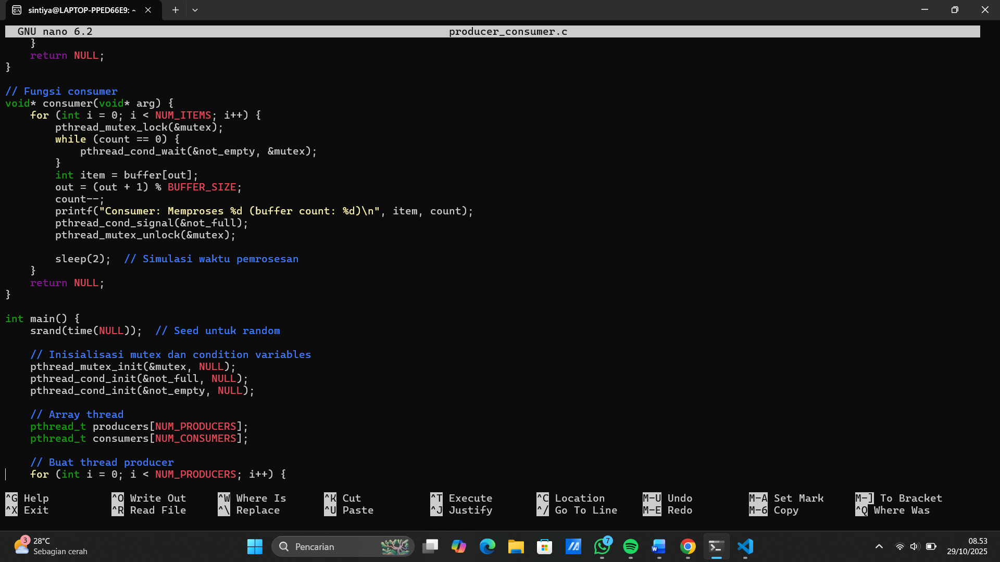 sintiya@LAPTOP-PPED66E9: ~
GNU nano 6.2 producer_consumer.c
    }
    return NULL;
}

// Fungsi consumer
void* consumer(void* arg) {
    for (int i = 0; i < NUM_ITEMS; i++) {
        pthread_mutex_lock(&mutex);
        while (count == 0) {
            pthread_cond_wait(&not_empty, &mutex);
        }
        int item = buffer[out];
        out = (out + 1) % BUFFER_SIZE;
        count--;
        printf("Consumer: Memproses %d (buffer count: %d)\n", item, count);
        pthread_cond_signal(&not_full);
        pthread_mutex_unlock(&mutex);

        sleep(2);  // Simulasi waktu pemrosesan
    }
    return NULL;
}

int main() {
    srand(time(NULL));  // Seed untuk random

    // Inisialisasi mutex dan condition variables
    pthread_mutex_init(&mutex, NULL);
    pthread_cond_init(&not_full, NULL);
    pthread_cond_init(&not_empty, NULL);

    // Array thread
    pthread_t producers[NUM_PRODUCERS];
    pthread_t consumers[NUM_CONSUMERS];

    // Buat thread producer
    for (int i = 0; i < NUM_PRODUCERS; i++) {

^G Help ^O Write Out ^W Where Is ^K Cut ^T Execute ^C Location M-U Undo M-A Set Mark M-] To Bracket
^X Exit ^R Read File ^\ Replace ^U Paste ^J Justify ^/ Go To Line M-E Redo M-6 Copy ^Q Where Was
3 28°C
Sebagian cerah
Pencarian
7
W
08.53
29/10/2025